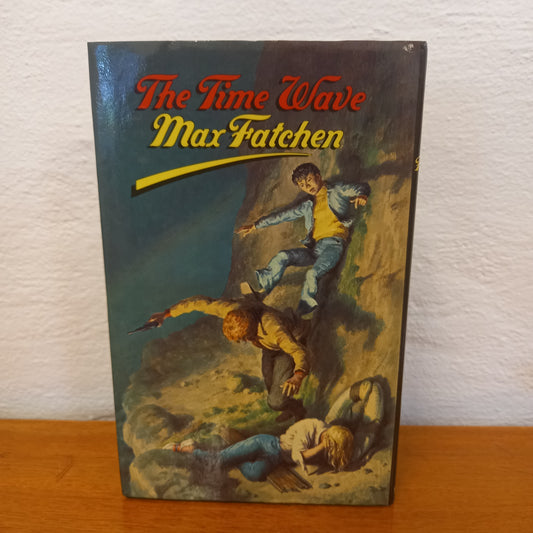 The Time Wave
Max Fatchen